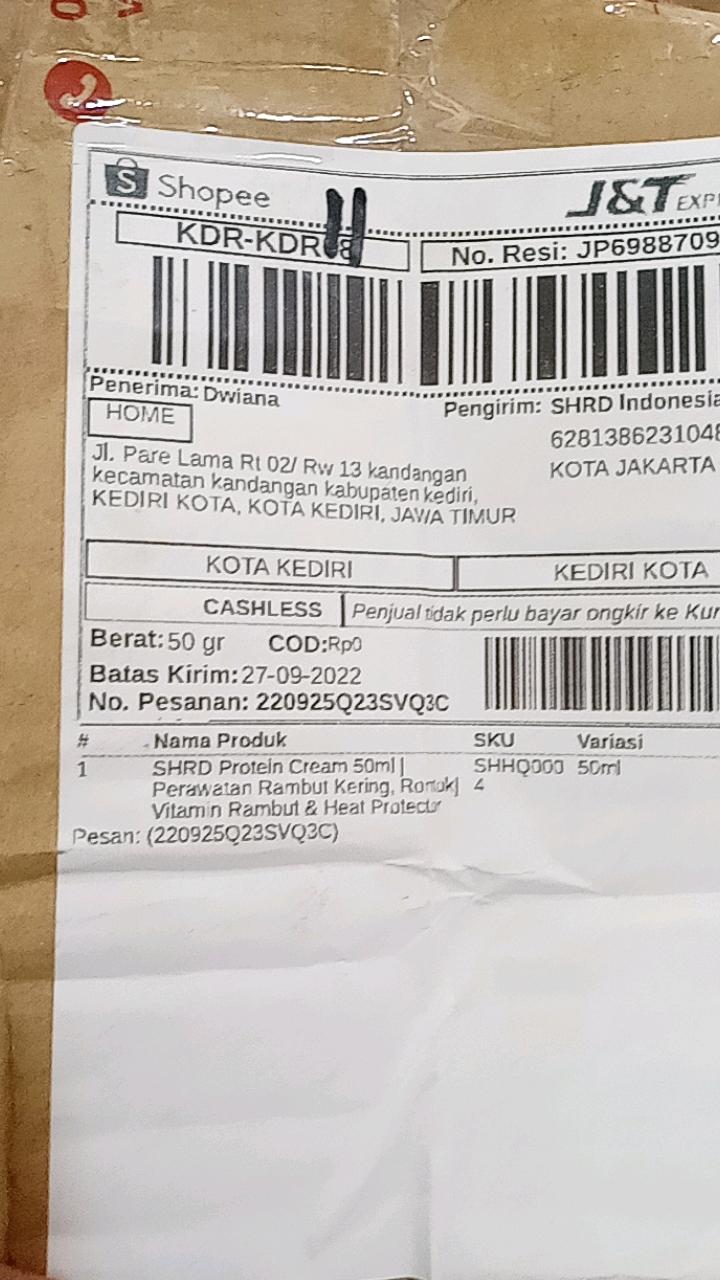 Shopee
J&T EXP
KDR-KDR
11
No. Resi: JP6988709
Penerima: Dwiana
HOME
Pengirim: SHRD Indonesia
6281386231048
KOTA JAKARTA
Jl. Pare Lama Rt 02/ Rw 13 kandangan
kecamatan kandangan kabupaten kediri,
KEDIRI KOTA, KOTA KEDIRI, JAWA TIMUR
KOTA KEDIRI
KEDIRI KOTA
CASHLESS
Penjual tidak perlu bayar ongkir ke Kur
Berat: 50 gr COD:Rp0
Batas Kirim: 27-09-2022
No. Pesanan: 220925Q23SVQ3C
# Nama Produk SKU Variasi
1 SHRD Protein Cream 50ml | SHHQ000 50ml
Perawatan Rambut Kering, Rontok| 4
Vitamin Rambut & Heat Protector
Pesan: (220925Q23SVQ3C)